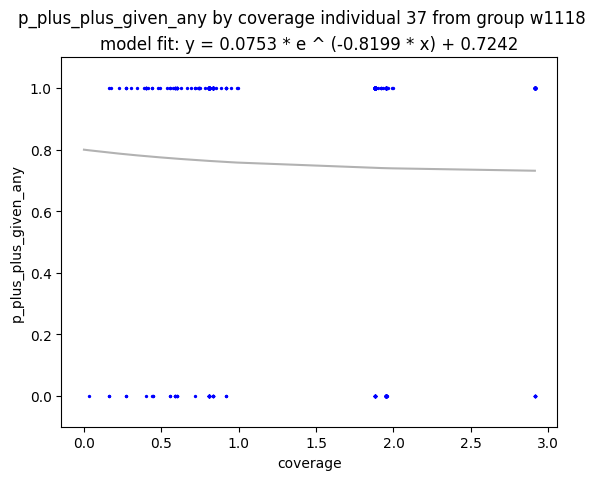 p_plus_plus_given_any by coverage individual 37 from group w1118
model fit: y = 0.0753 * e ^ (-0.8199 * x) + 0.7242
1.0
0.8
0.6
0.4
0.2
0.0
p_plus_plus_given_any
0.0 0.5 1.0 1.5 2.0 2.5 3.0
coverage